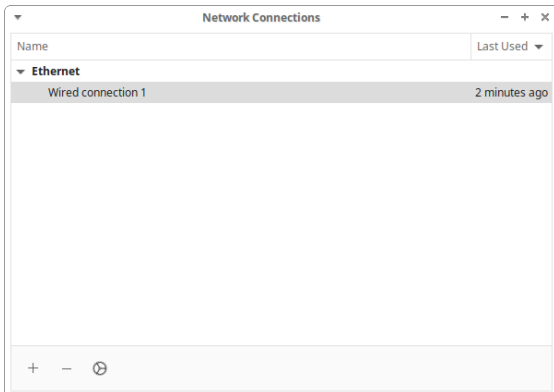 Network Connections
Name Last Used
Ethernet
Wired connection 1 2 minutes ago